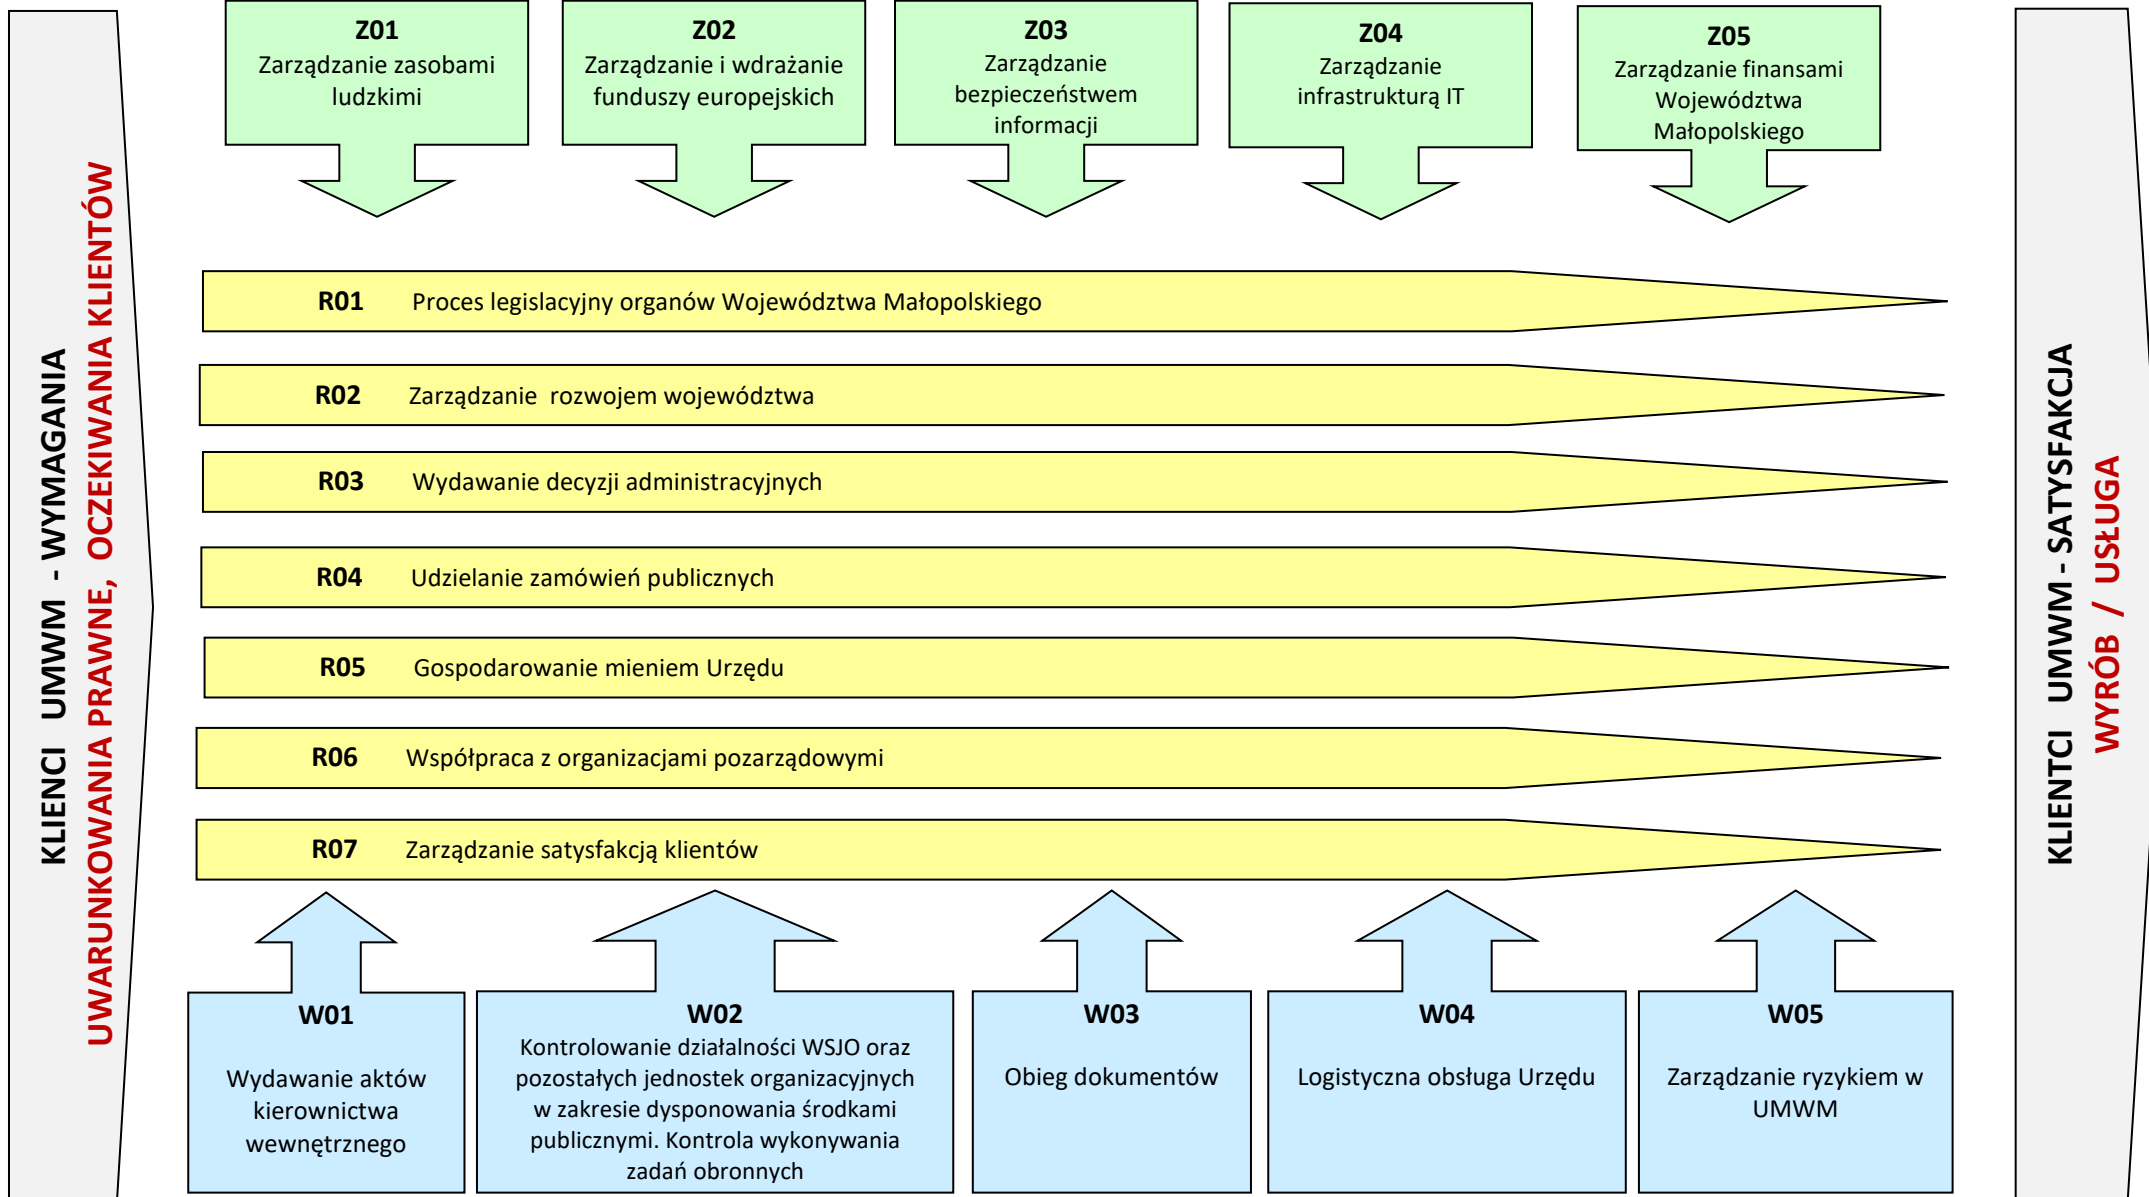 KLIENCI UMWM - WYMAGANIA
UWARUNKOWANIA PRAWNE, OCZEKIWANIA KLIENTÓW
Z01
Zarządzanie zasobami
ludzkimi
Z02
Zarządzanie i wdrażanie
funduszy europejskich
Z03
Zarządzanie
bezpieczeństwem
informacji
Z04
Zarządzanie
infrastrukturą IT
Z05
Zarządzanie finansami
Województwa
Małopolskiego
R01 Proces legislacyjny organów Województwa Małopolskiego
R02 Zarządzanie rozwojem województwa
R03 Wydawanie decyzji administracyjnych
R04 Udzielanie zamówień publicznych
R05 Gospodarowanie mieniem Urzędu
R06 Współpraca z organizacjami pozarządowymi
R07 Zarządzanie satysfakcją klientów
W01
Wydawanie aktów
kierownictwa
wewnętrznego
W02
Kontrolowanie działalności WSJO oraz
pozostałych jednostek organizacyjnych
w zakresie dysponowania środkami
publicznymi. Kontrola wykonywania
zadań obronnych
W03
Obieg dokumentów
W04
Logistyczna obsługa Urzędu
W05
Zarządzanie ryzykiem w
UMWM
KLIENTCI UMWM - SATYSFAKCJA
WYRÓB / USŁUGA